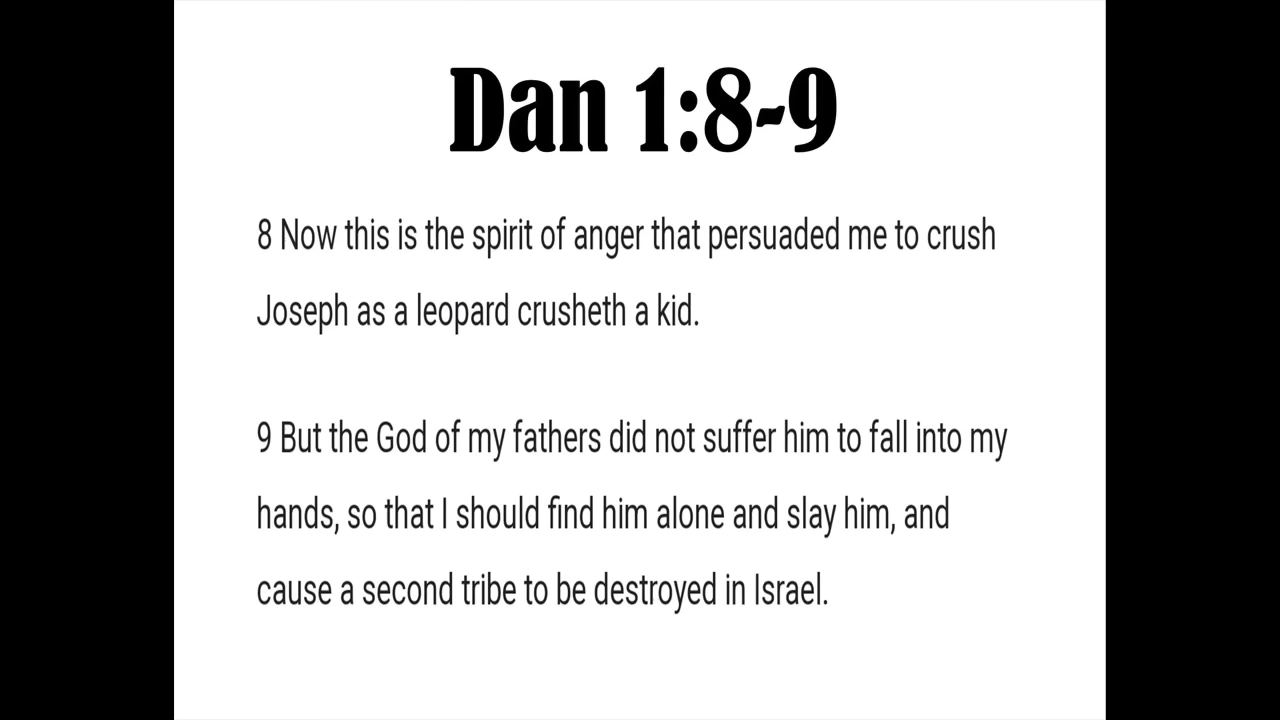 Dan 1:8-9
8 Now this is the spirit of anger that persuaded me to crush
Joseph as a leopard crusheth a kid.
9 But the God of my fathers did not suffer him to fall into my
hands, so that I should find him alone and slay him, and
cause a second tribe to be destroyed in Israel.